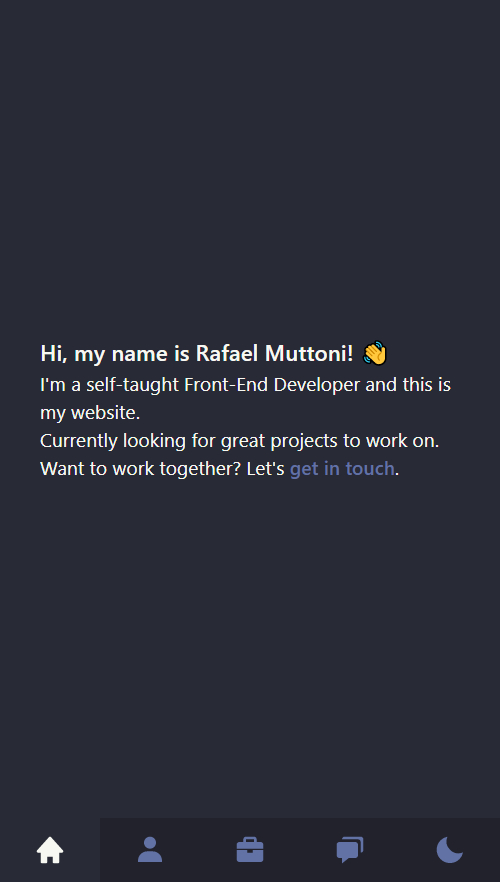 Hi, my name is Rafael Muttoni! 👋
I'm a self-taught Front-End Developer and this is
my website.
Currently looking for great projects to work on.
Want to work together? Let's get in touch.